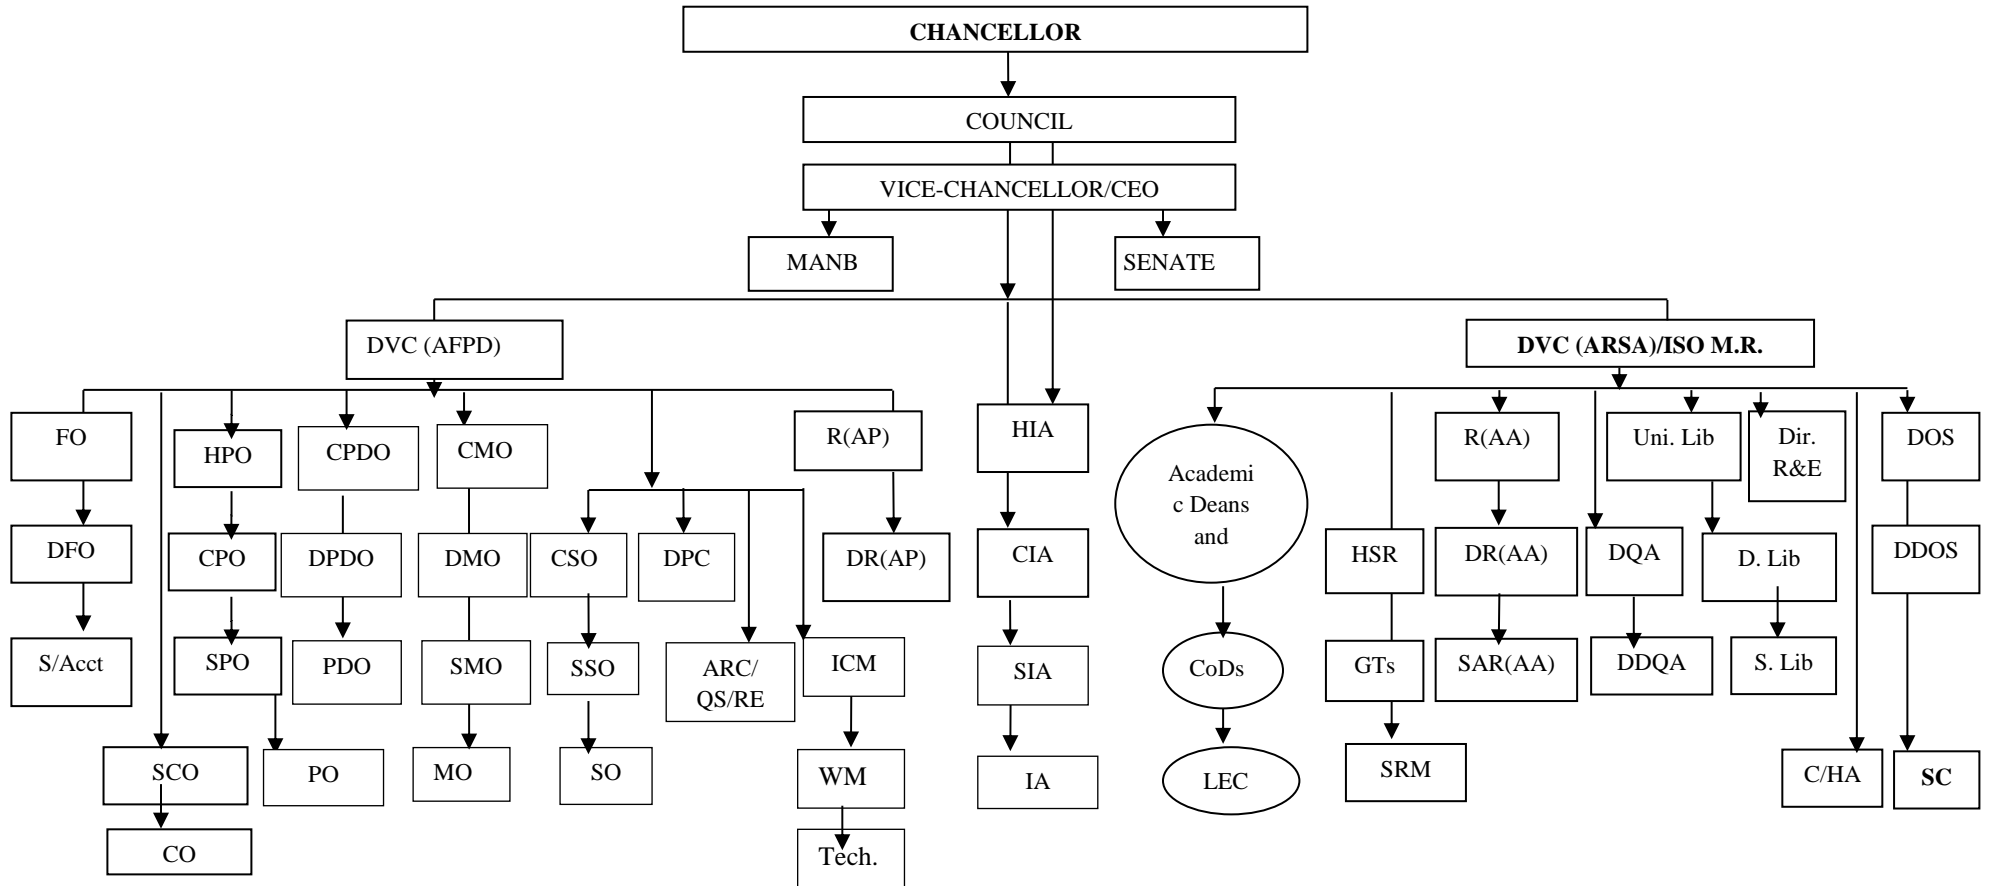 CHANCELLOR
COUNCIL
VICE-CHANCELLOR/CEO
MANB
SENATE
DVC (AFPD)
DVC (ARSA)/ISO M.R.
FO
HPO
CPDO
CMO
R(AP)
HIA
Academi
c Deans
and
R(AA)
Uni. Lib
Dir.
R&E
DOS
DFO
CPO
DPDO
DMO
CSO
DPC
DR(AP)
CIA
HSR
DR(AA)
DQA
D. Lib
DDOS
S/Acct
SPO
PDO
SMO
SSO
ARC/
QS/RE
ICM
SIA
CoDs
GTs
SAR(AA)
DDQA
S. Lib
SCO
PO
MO
SO
WM
IA
LEC
SRM
C/HA
SC
CO
Tech.